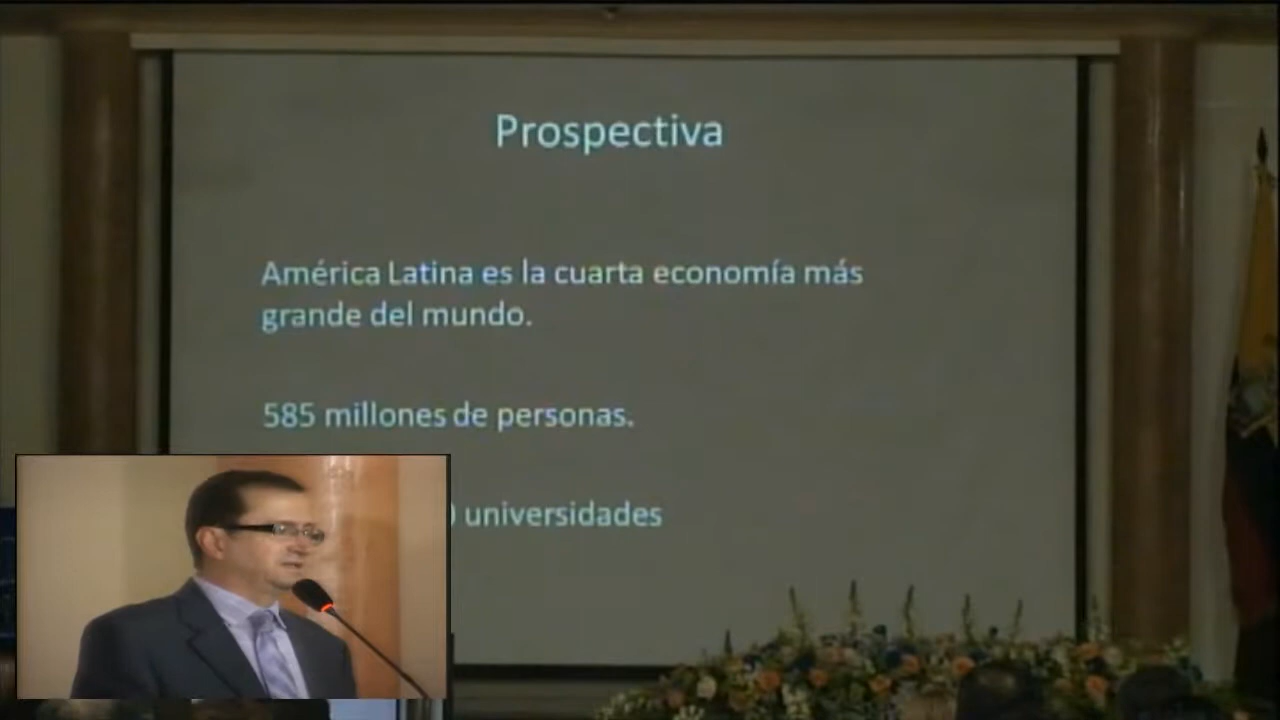 Prospectiva
América Latina es la cuarta economía más
grande del mundo.
585 millones de personas.
universidades